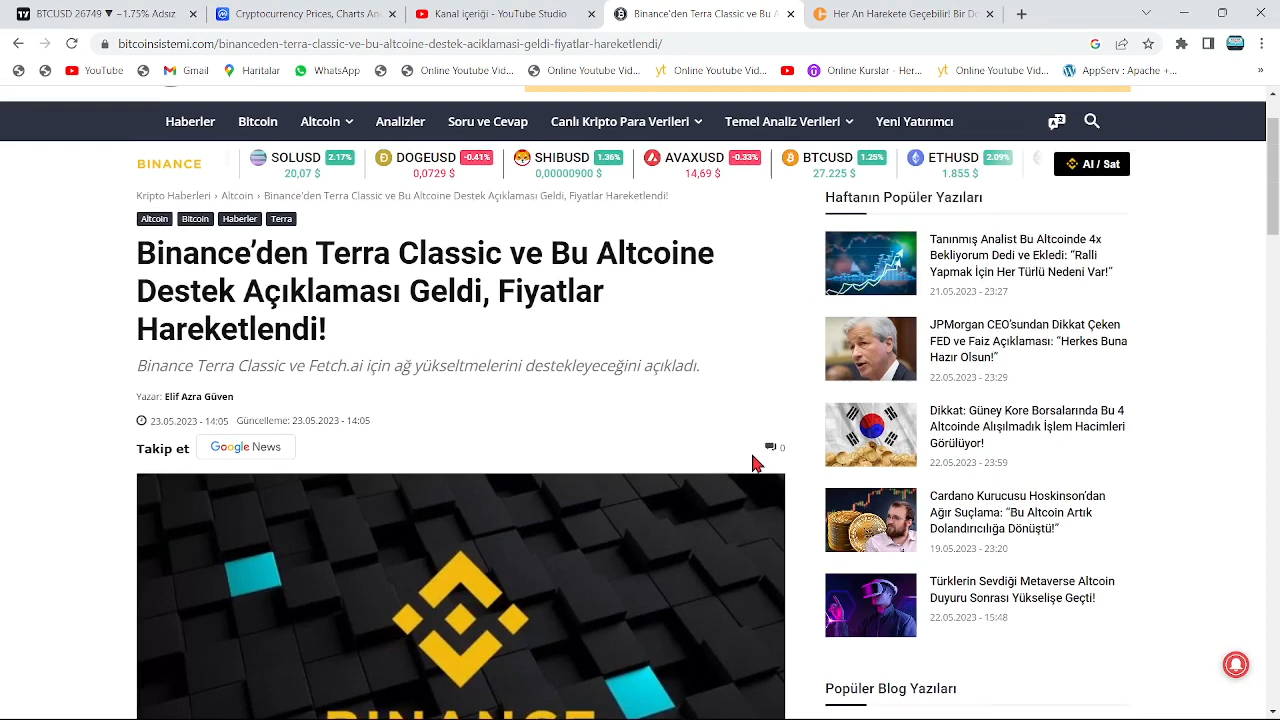 BTCUSD 26749 ▼ −1.75% Adsız
Cryptocurrency Prices, Charts An
Kanal içeriği - YouTube
Binance'den Terra Classic ve Bu A
Her An Harekete Geçebilir! Bir Do
bitcoinsistemi.com/binanceden-terra-classic-ve-bu-altcoine-destek-aciklamasi-geldi-fiyatlar-hareketlendi/
YouTube
Gmail
Haritalar
WhatsApp
Online Youtube Vid...
Online Youtube Vid...
Online Youtube Vid...
Online Kurslar - Her...
Online Youtube Vid...
AppServ : Apache +...
»
Haberler
Bitcoin
Altcoin
Analizler
Soru ve Cevap
Canlı Kripto Para Verileri
Temel Analiz Verileri
Yeni Yatırımcı
BINANCE
SOLUSD 2.17%
20,07 $
DOGEUSD -0.41%
0,0729 $
SHIBUSD 1.36%
0,00000900 $
AVAXUSD -0.33%
14,69 $
BTCUSD 1.25%
27.225 $
ETHUSD 2.09%
1.855 $
Al / Sat
Kripto Haberleri › Altcoin › Binance'den Terra Classic ve Bu Altcoine Destek Açıklaması Geldi, Fiyatlar Hareketlendi!
Altcoin
Bitcoin
Haberler
Terra
Binance’den Terra Classic ve Bu Altcoine
Destek Açıklaması Geldi, Fiyatlar
Hareketlendi!
Binance Terra Classic ve Fetch.ai için ağ yükseltmelerini destekleyeceğini açıkladı.
Yazar: Elif Azra Güven
23.05.2023 - 14:05 Güncelleme: 23.05.2023 - 14:05
Takip et Google News
0
BINANCE
Haftanın Popüler Yazıları
Tanınmış Analist Bu Altcoinde 4x
Bekliyorum Dedi ve Ekledi: “Ralli
Yapmak İçin Her Türlü Nedeni Var!”
21.05.2023 - 23:27
JPMorgan CEO’sundan Dikkat Çeken
FED ve Faiz Açıklaması: “Herkes Buna
Hazır Olsun!”
22.05.2023 - 23:29
Dikkat: Güney Kore Borsalarında Bu 4
Altcoinde Alışılmadık İşlem Hacimleri
Görülüyor!
22.05.2023 - 23:59
Cardano Kurucusu Hoskinson’dan
Ağır Suçlama: “Bu Altcoin Artık
Dolandırıcılığa Dönüştü!”
19.05.2023 - 23:20
Türklerin Sevdiği Metaverse Altcoin
Duyuru Sonrası Yükselişe Geçti!
22.05.2023 - 15:48
Popüler Blog Yazıları